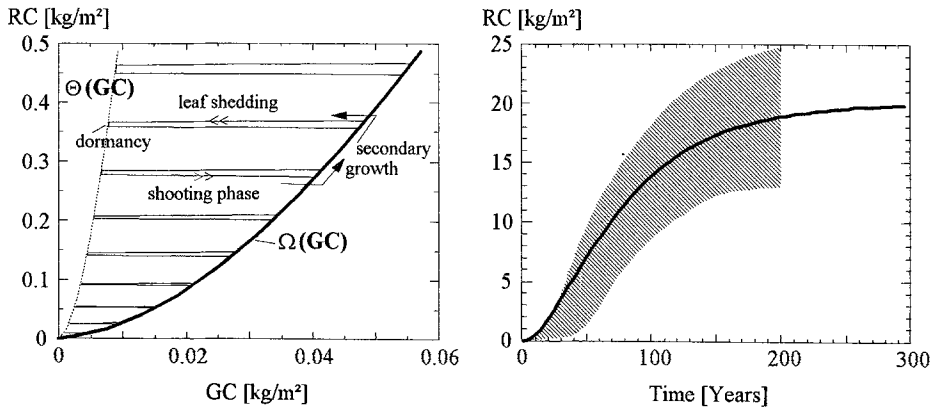 RC [kg/m²]
0.5
0.4
0.3
0.2
0.1
0
Θ(GC)
leaf shedding
dormancy
secondary
growth
shooting phase
Ω(GC)
0 0.02 0.04 0.06
GC [kg/m²]
RC [kg/m²]
25
20
15
10
5
0
0 100 200 300
Time [Years]